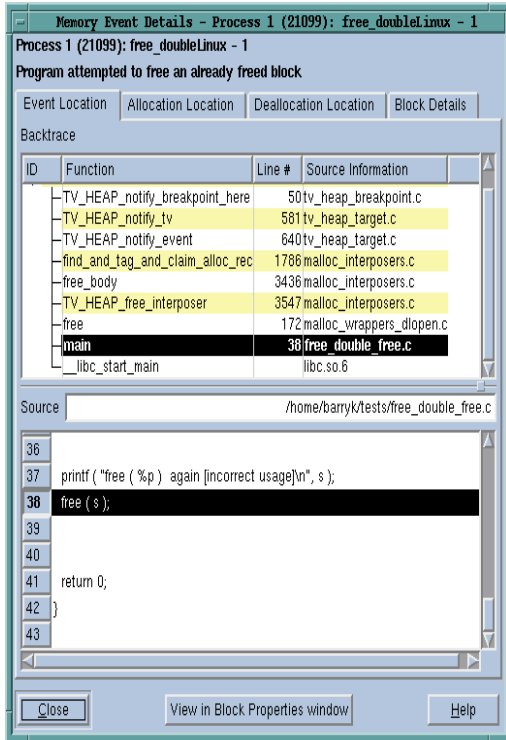 Memory Event Details - Process 1 (21099): free_doubleLinux - 1
Process 1 (21099): free_doubleLinux - 1
Program attempted to free an already freed block
Event Location Allocation Location Deallocation Location Block Details
Backtrace
ID Function Line # Source Information
TV_HEAP_notify_breakpoint_here 50 tv_heap_breakpoint.c
TV_HEAP_notify_tv 581 tv_heap_target.c
TV_HEAP_notify_event 640 tv_heap_target.c
find_and_tag_and_claim_alloc_rec 1786 malloc_interposers.c
free_body 3436 malloc_interposers.c
TV_HEAP_free_interposer 3547 malloc_interposers.c
free 172 malloc_wrappers_dlopen.c
main 38 free_double_free.c
__libc_start_main libc.so.6
Source /home/barryk/tests/free_double_free.c
36
37 printf ( "free ( %p ) again [incorrect usage]\n", s );
38 free ( s );
39
40
41 return 0;
42 }
43
Close View in Block Properties window Help